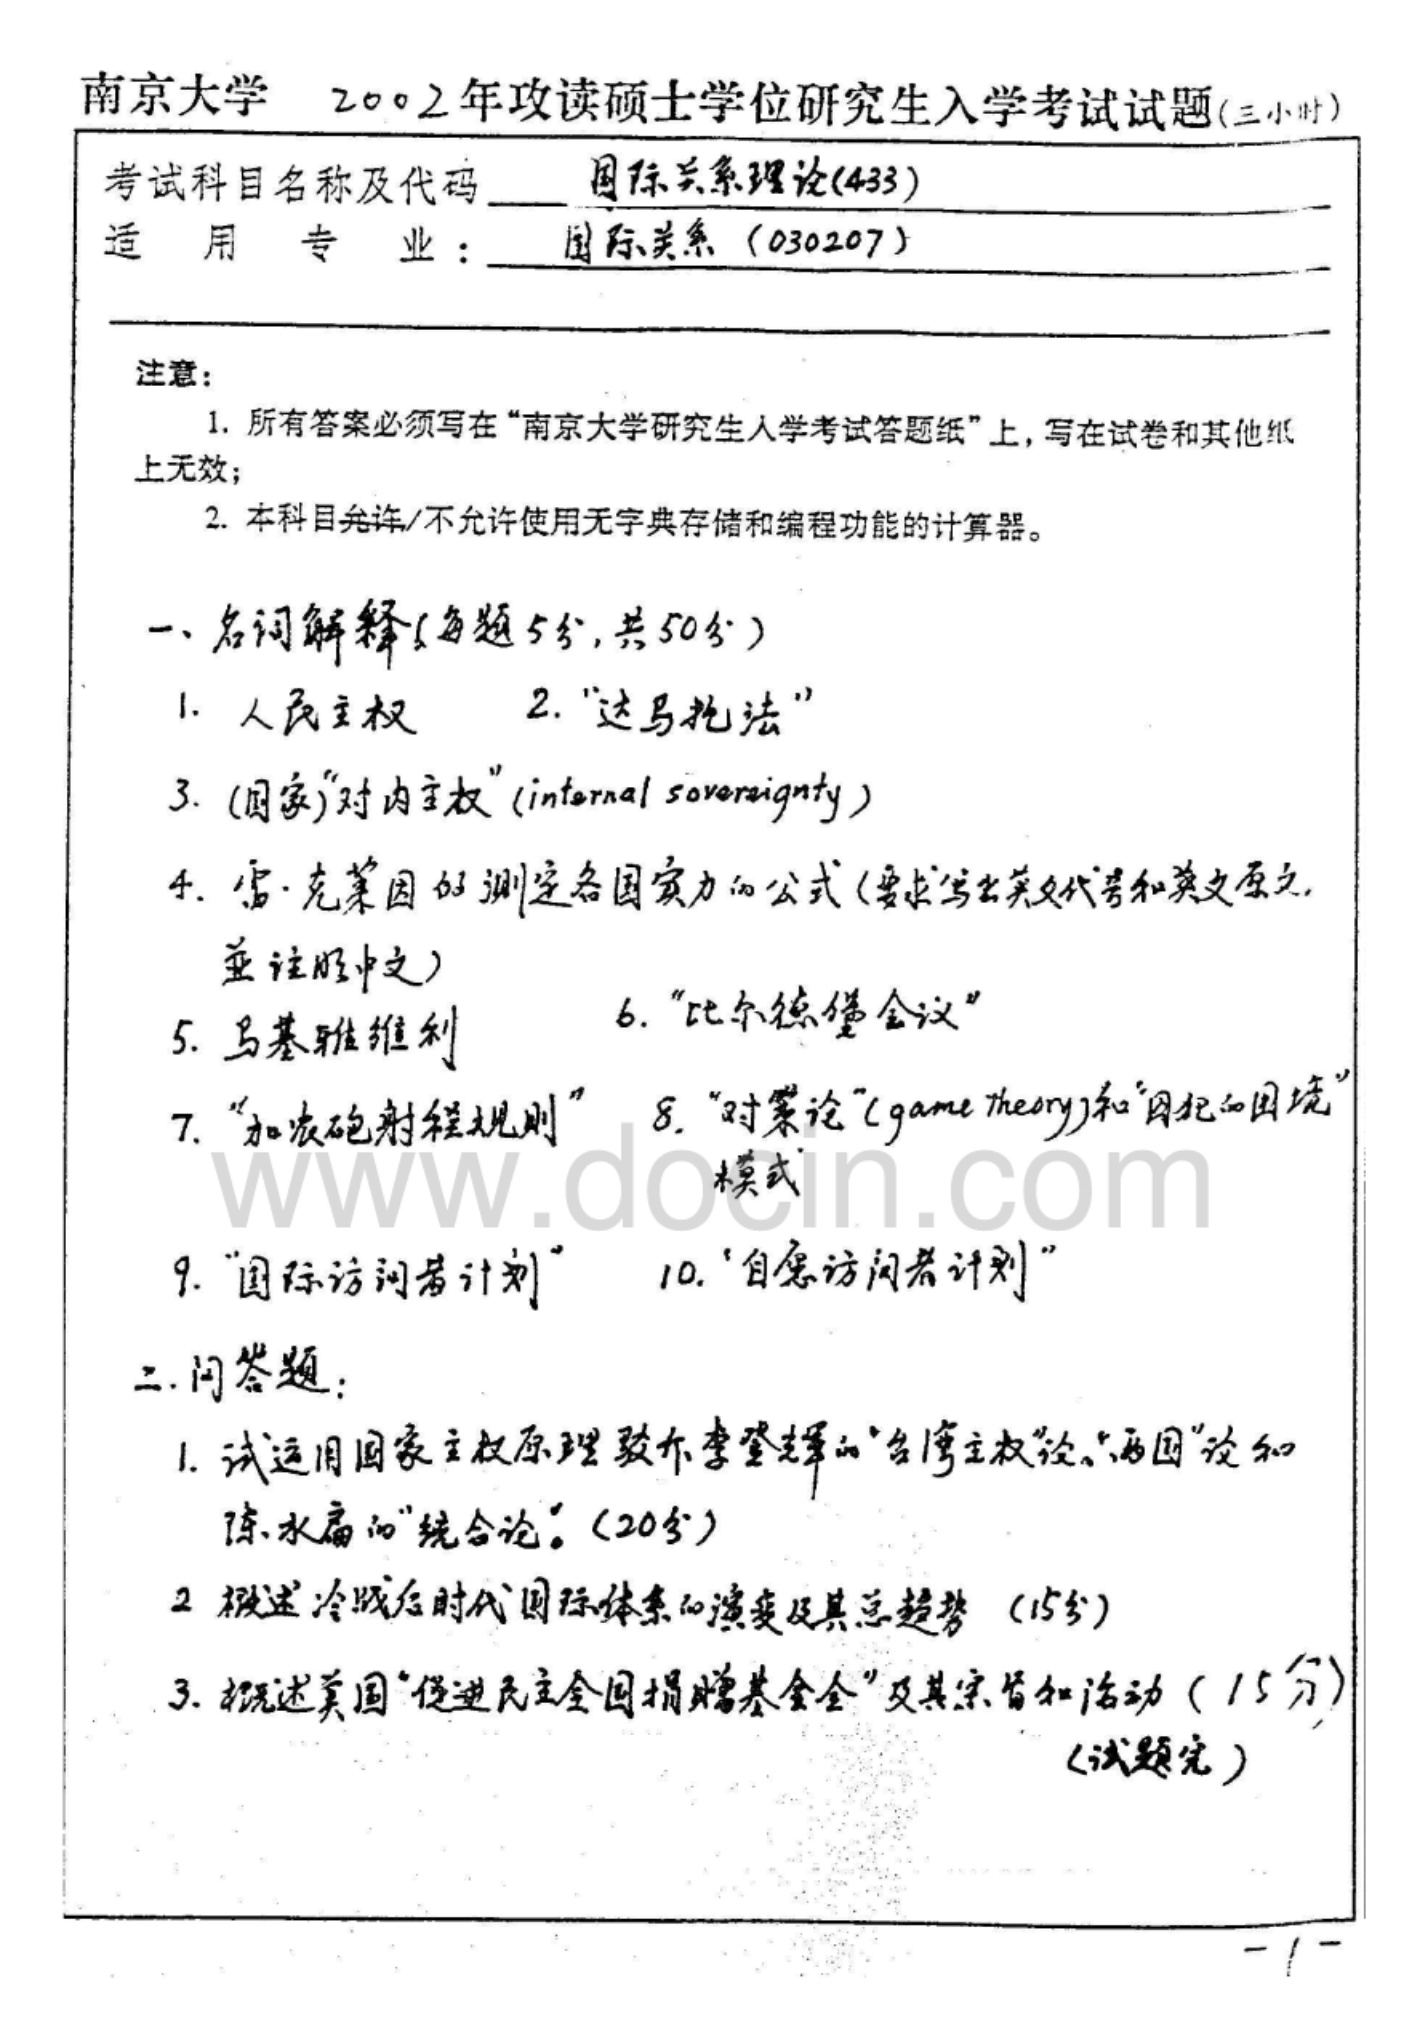 南京大学 2002年攻读硕士学位研究生入学考试试题(三小时)
考试科目名称及代码 国际关系理论(433)
适用专业: 国际关系(030207)
注意:
1. 所有答案必须写在“南京大学研究生入学考试答题纸”上,写在试卷和其他纸
上无效;
2. 本科目允许/不允许使用无字典存储和编程功能的计算器。
一、名词解释(每题5分,共50分)
1. 人民主权 2. “达马托法”
3. (国家)“对内主权”(internal sovereignty)
4. 雷·克莱因的测定各国实力的公式(要求写出英文代号和英文原文,
并注明中文)
5. 马基雅维利 6. “比尔德堡会议”
7. “加农砲射程规则” 8. “对策论”(game theory)和“囚犯的困境”
模式
9. “国际访问者计划” 10. “自愿访问者计划”
二.问答题:
1. 试运用国家主权原理驳斥李登辉的“台湾主权”论、“两国”论和
陈水扁的“统合论”。(20分)
2 概述冷战后时代国际体系的演变及其总趋势 (15分)
3. 概述美国“促进民主全国捐赠基金会”及其宗旨和活动(15分)
(试题完)
-1-
www.docin.com